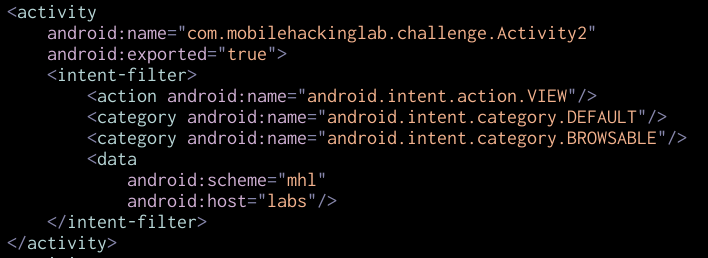 <activity
    android:name="com.mobilehackinglab.challenge.Activity2"
    android:exported="true">
    <intent-filter>
        <action android:name="android.intent.action.VIEW"/>
        <category android:name="android.intent.category.DEFAULT"/>
        <category android:name="android.intent.category.BROWSABLE"/>
        <data
            android:scheme="mhl"
            android:host="labs"/>
    </intent-filter>
</activity>